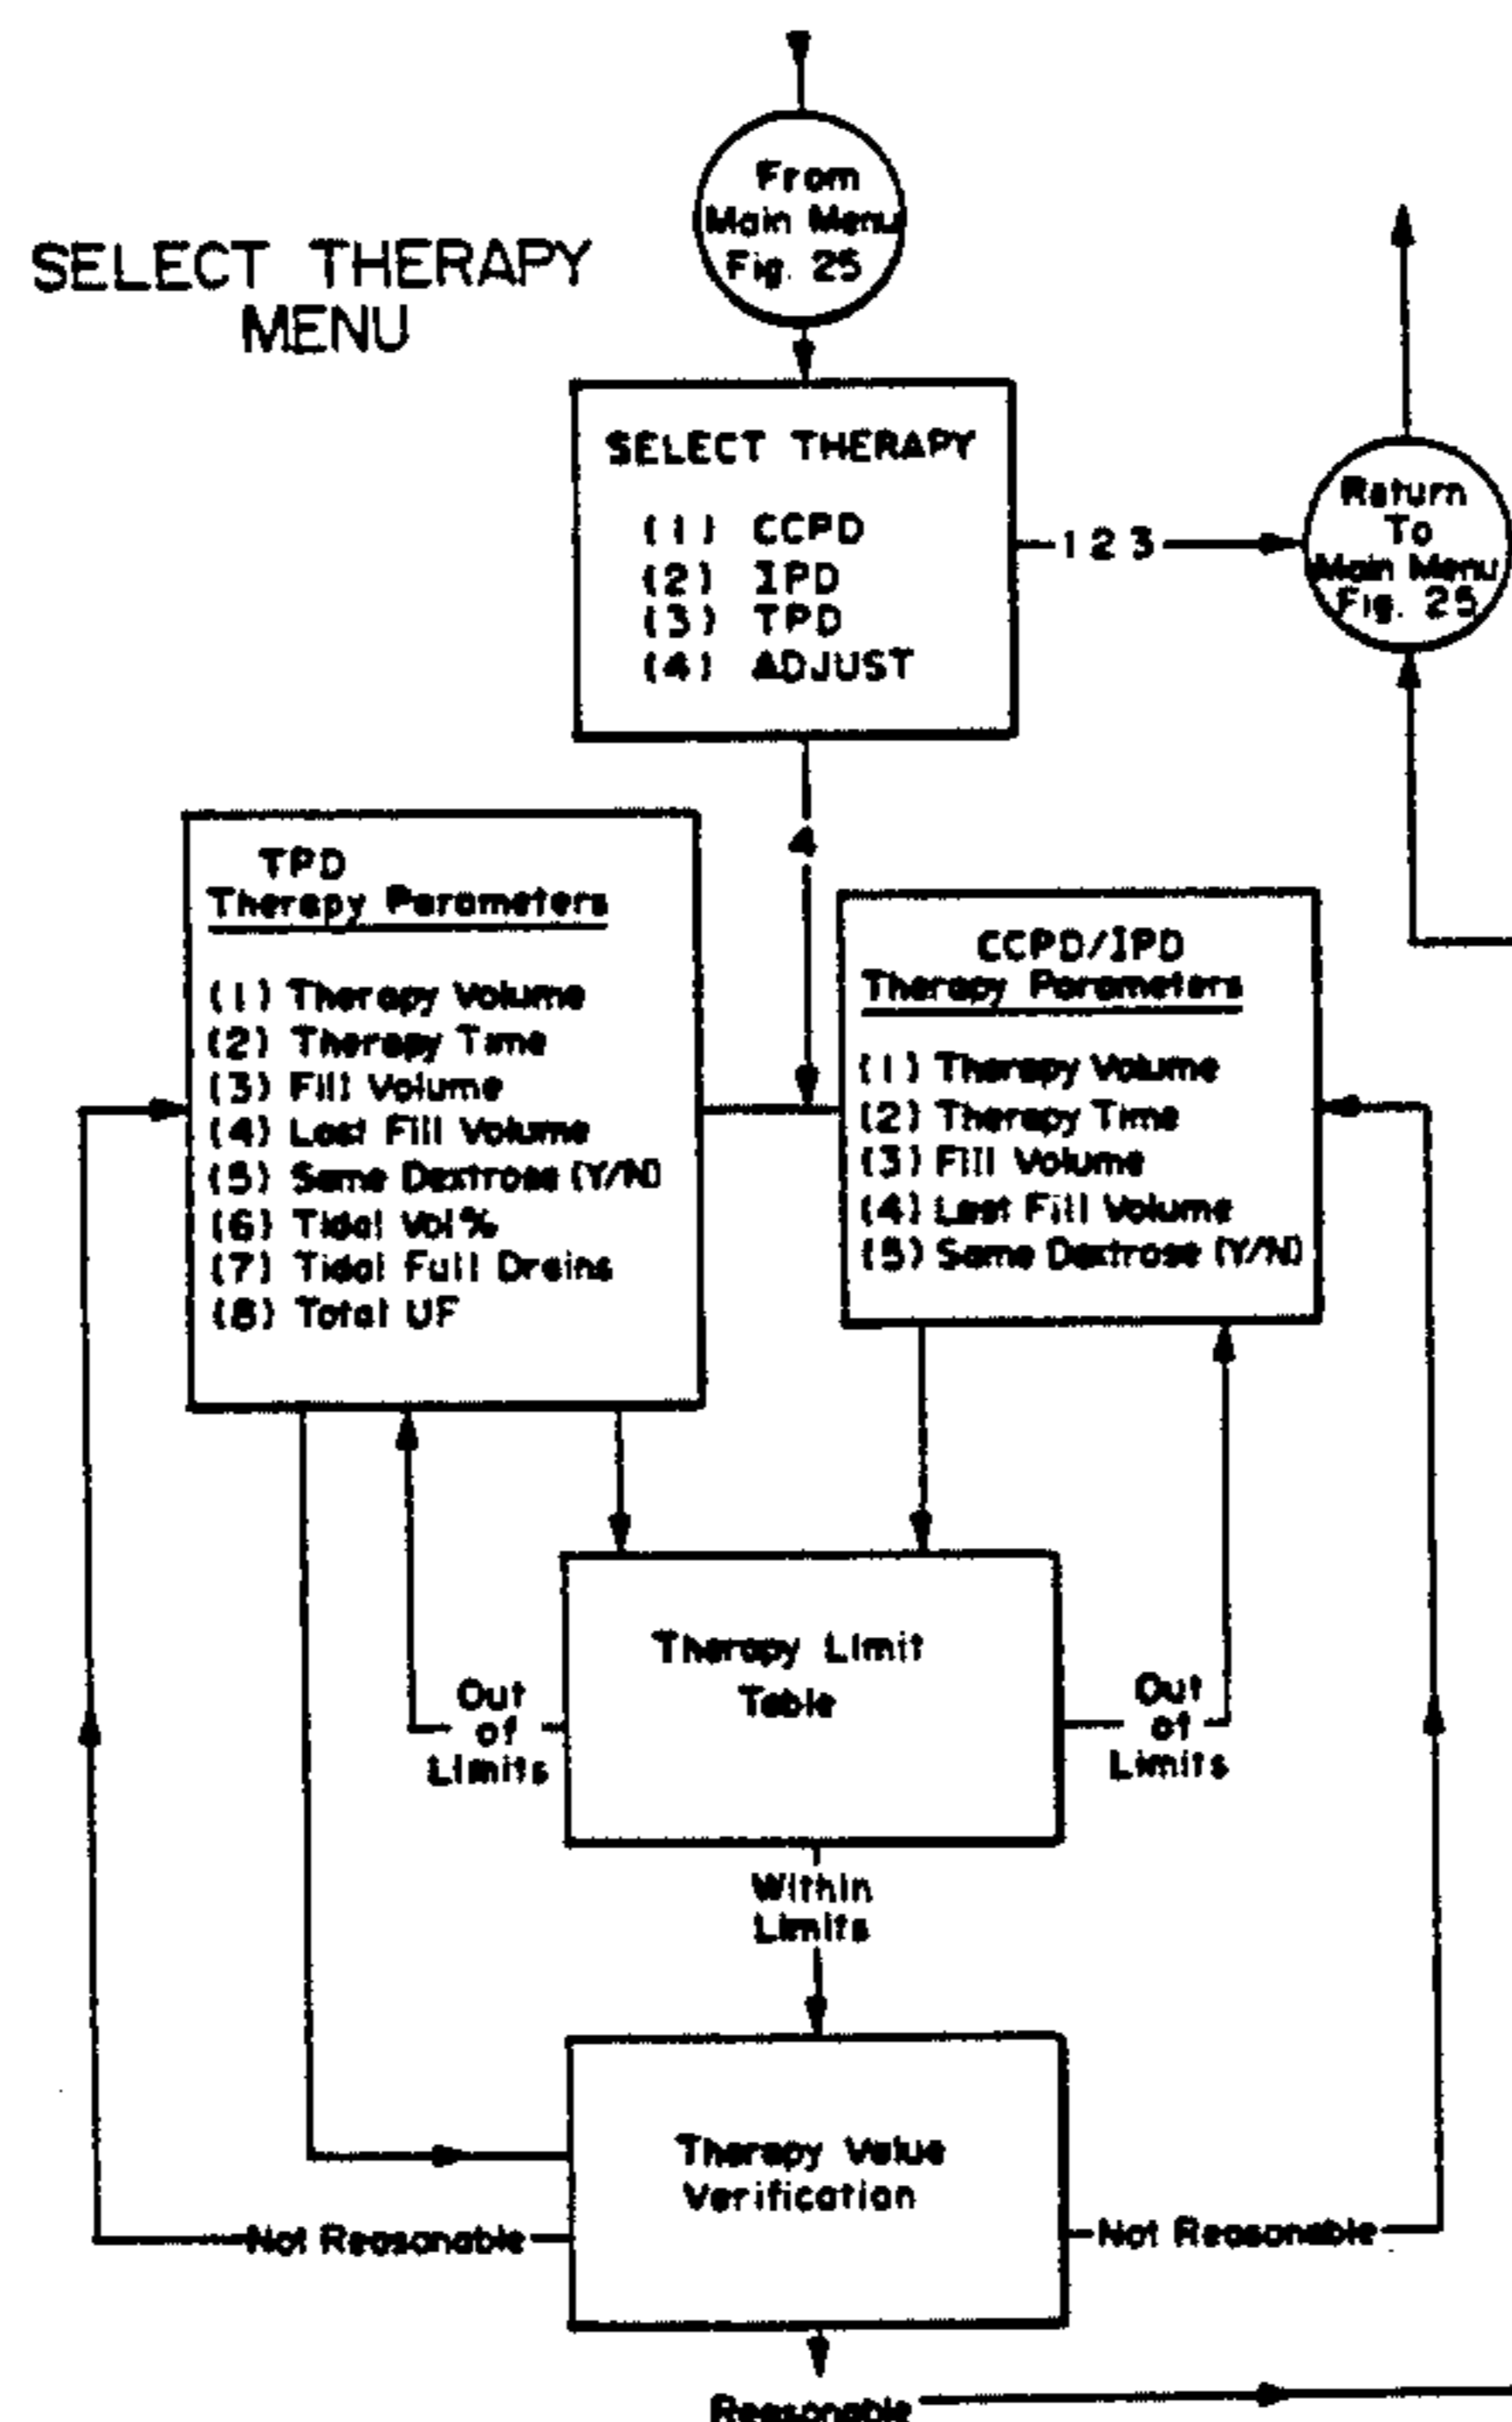 From
Main Menu
Fig. 25
SELECT THERAPY
MENU
SELECT THERAPY
(1) CCPD
(2) IPD
(3) TPD
(4) ADJUST
1 2 3
Return
To
Main Menu
Fig. 25
4
TPD
Therapy Parameters
(1) Therapy Volume
(2) Therapy Time
(3) Fill Volume
(4) Last Fill Volume
(5) Same Dextrose (Y/N)
(6) Tidal Vol %
(7) Tidal Full Drains
(8) Total UF
CCPD/IPD
Therapy Parameters
(1) Therapy Volume
(2) Therapy Time
(3) Fill Volume
(4) Last Fill Volume
(5) Same Dextrose (Y/N)
Therapy Limit
Table
Out
of
Limits
Out
of
Limits
Within
Limits
Therapy Value
Verification
Not Reasonable
Not Reasonable
Reasonable